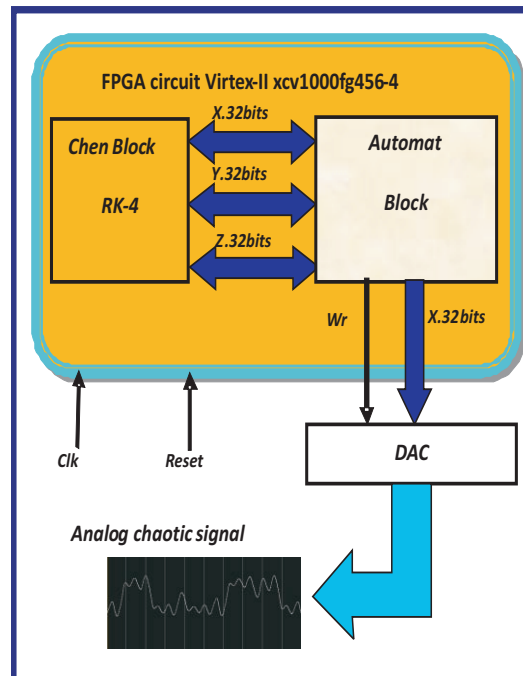 FPGA circuit Virtex-II xcv1000fg456-4
X.32bits
Chen Block
Automat
Y.32bits
RK-4
Block
Z.32bits
Wr
X.32bits
Clk
Reset
DAC
Analog chaotic signal